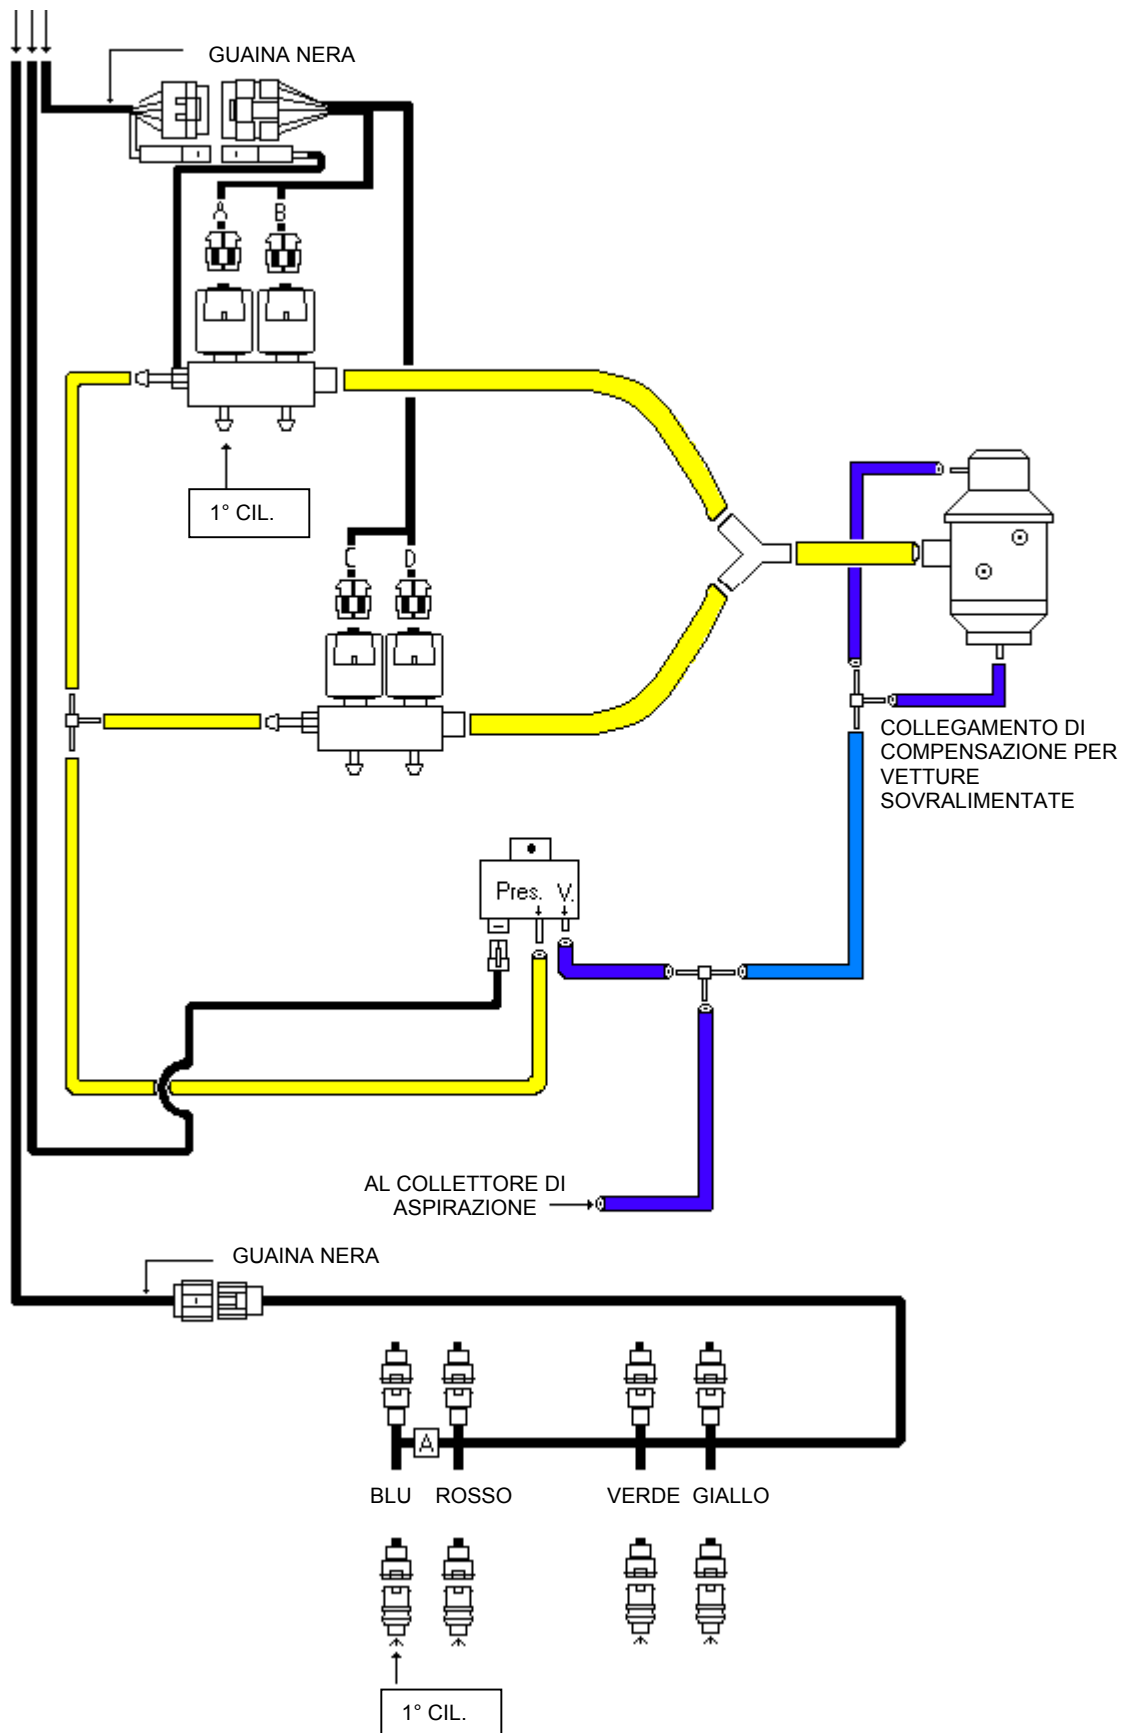 GUAINA NERA
A B
1° CIL.
C D
COLLEGAMENTO DI
COMPENSAZIONE PER
VETTURE
SOVRALIMENTATE
Pres. V.
AL COLLETTORE DI
ASPIRAZIONE
GUAINA NERA
A
BLU ROSSO VERDE GIALLO
1° CIL.